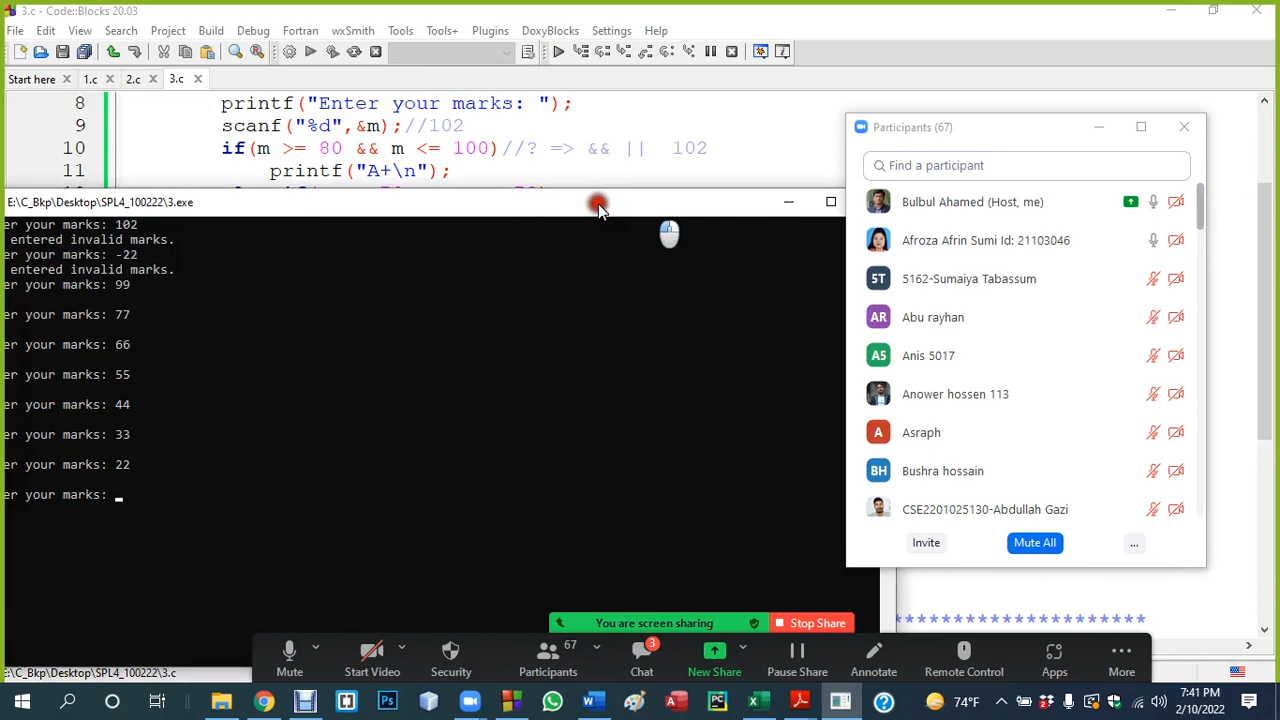 3.c - Code::Blocks 20.03
File Edit View Search Project Build Debug Fortran wxSmith Tools Tools+ Plugins DoxyBlocks Settings Help
Start here 1.c 2.c 3.c
8 printf("Enter your marks: ");
9 scanf("%d",&m);//102
10 if(m >= 80 && m <= 100)//? => && || 102
11 printf("A+\n");
E:\C_Bkp\Desktop\SPL4_100222\3.exe
er your marks: 102
entered invalid marks.
er your marks: -22
entered invalid marks.
er your marks: 99
er your marks: 77
er your marks: 66
er your marks: 55
er your marks: 44
er your marks: 33
er your marks: 22
er your marks: _
Participants (67)
Find a participant
Bulbul Ahamed (Host, me)
Afroza Afrin Sumi Id: 21103046
5T 5162-Sumaiya Tabassum
AR Abu rayhan
A5 Anis 5017
Anower hossen 113
A Asraph
BH Bushra hossain
CSE2201025130-Abdullah Gazi
Invite Mute All ...
*********************
You are screen sharing Stop Share
67 3
Mute Start Video Security Participants Chat New Share Pause Share Annotate Remote Control Apps More
E:\C_Bkp\Desktop\SPL4_100222\3.c
74°F 7:41 PM
2/10/2022